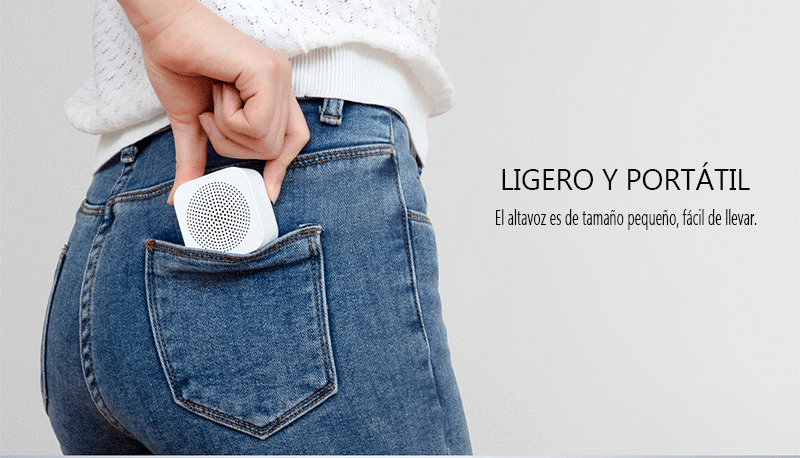 LIGERO Y PORTÁTIL
El altavoz es de tamaño pequeño, fácil de llevar.